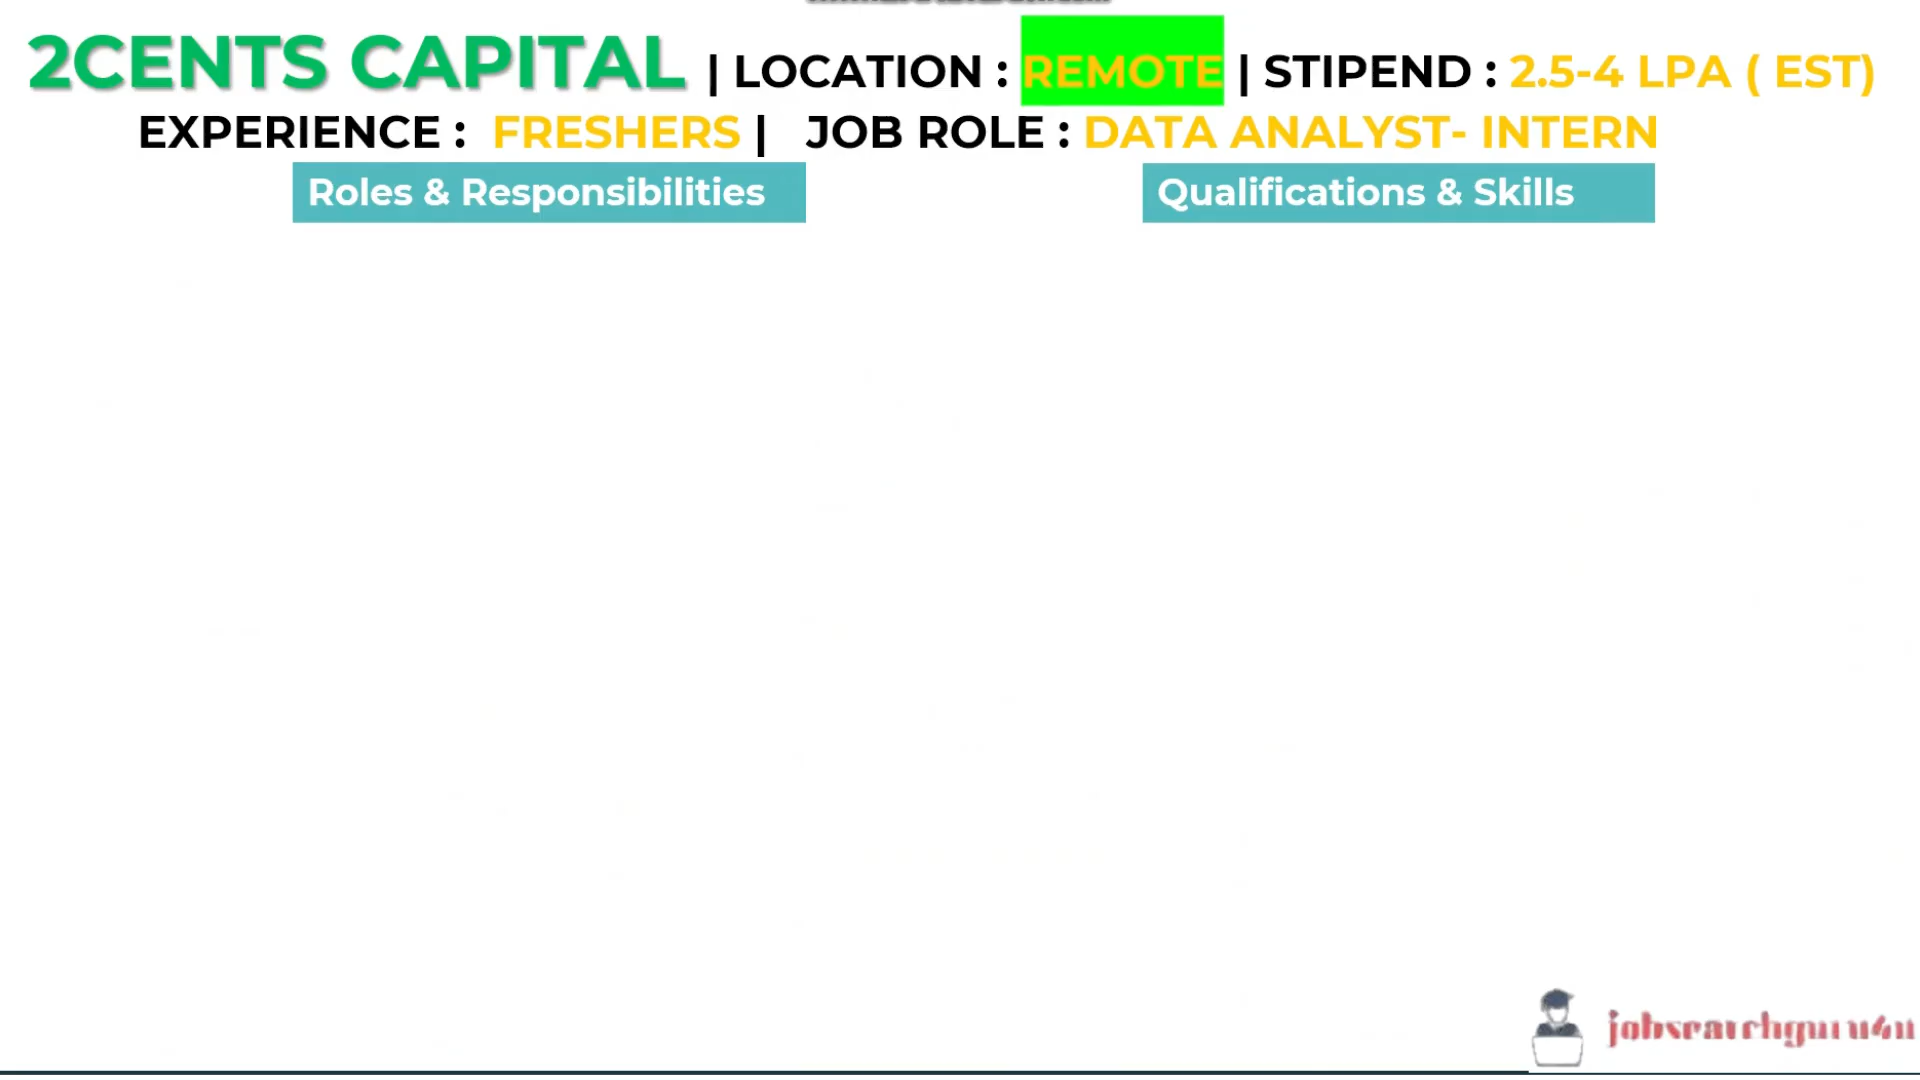 2CENTS CAPITAL | LOCATION : REMOTE | STIPEND : 2.5-4 LPA ( EST)
EXPERIENCE : FRESHERS | JOB ROLE : DATA ANALYST- INTERN
Roles & Responsibilities
Qualifications & Skills
jobsearchguru4u